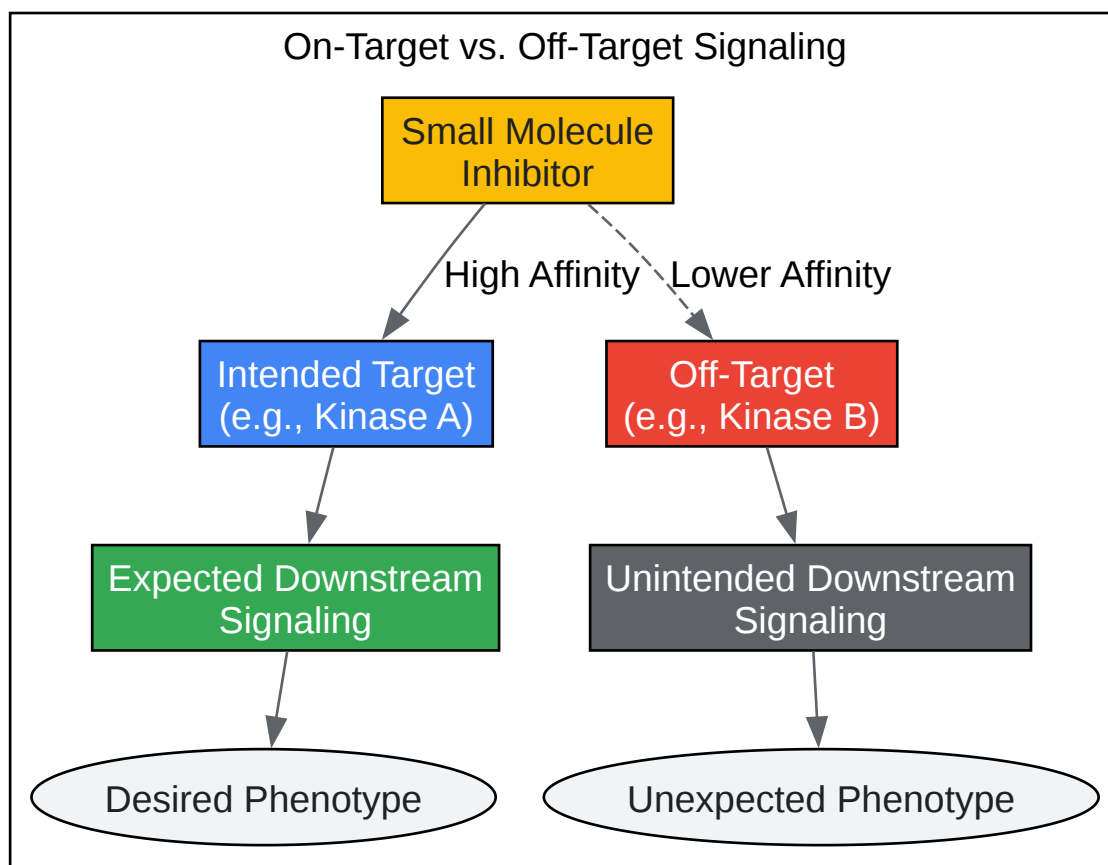 On-Target vs. Off-Target Signaling
Small Molecule
Inhibitor
High Affinity
Lower Affinity
Intended Target
(e.g., Kinase A)
Off-Target
(e.g., Kinase B)
Expected Downstream
Signaling
Unintended Downstream
Signaling
Desired Phenotype
Unexpected Phenotype